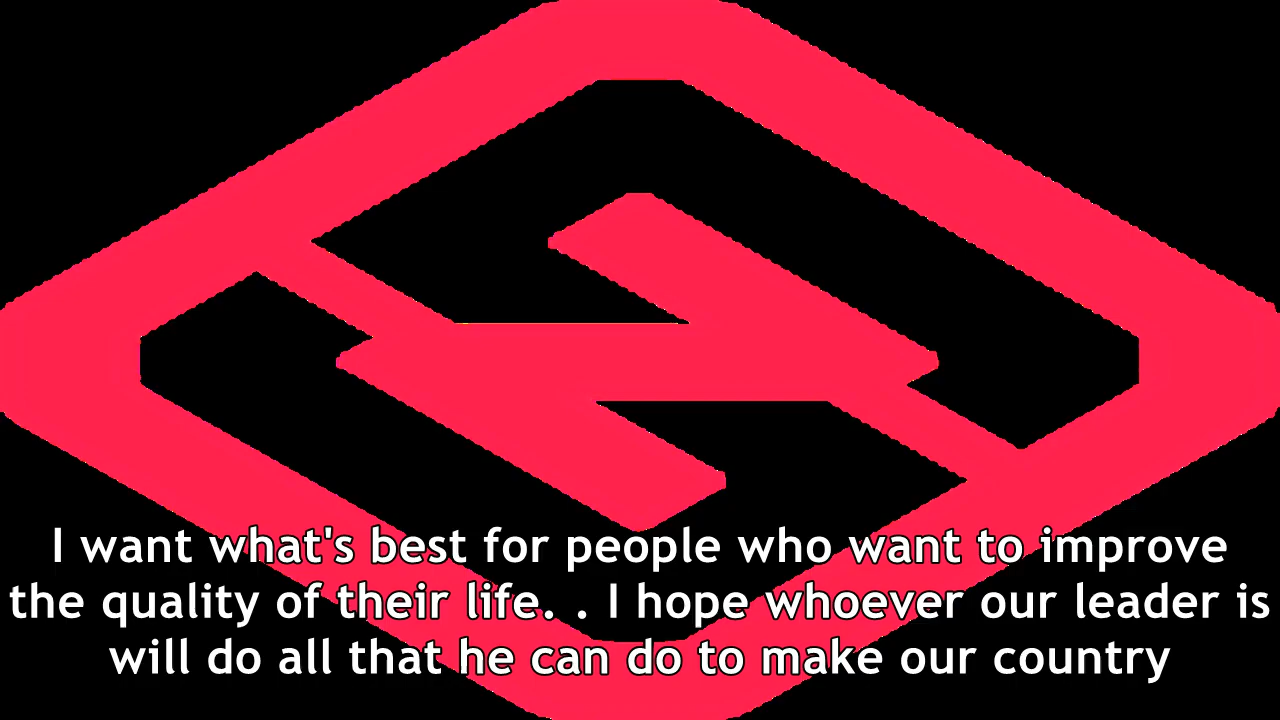 I want what's best for people who want to improve
the quality of their life. . I hope whoever our leader is
will do all that he can do to make our country